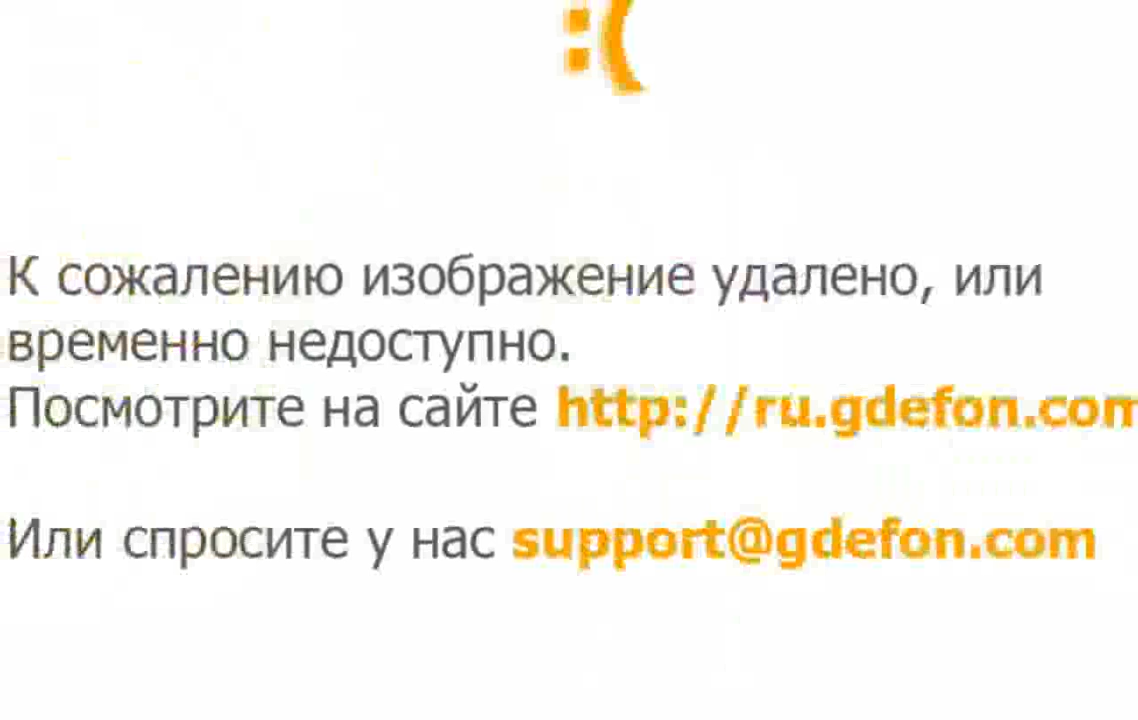 :(
К сожалению изображение удалено, или
временно недоступно.
Посмотрите на сайте http://ru.gdefon.com
Или спросите у нас support@gdefon.com